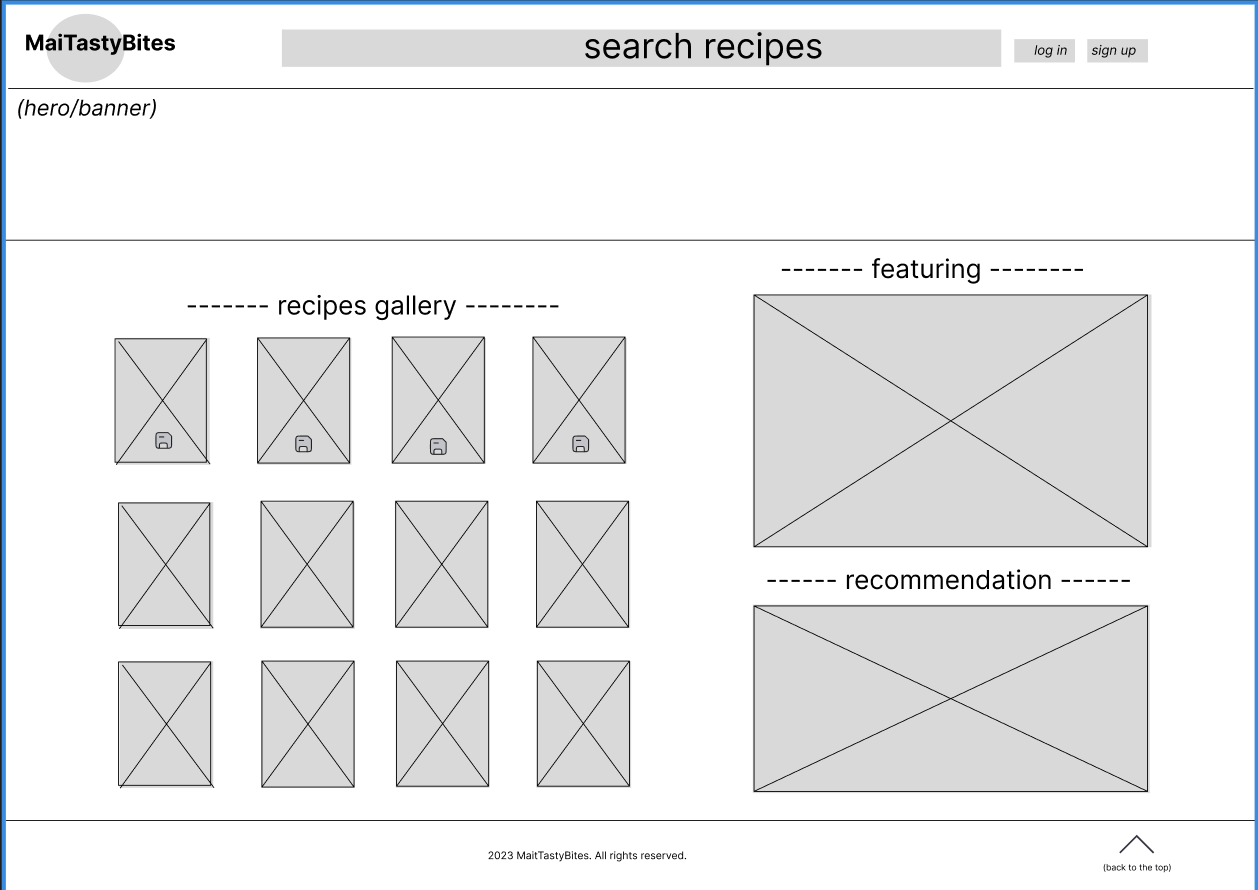 MaiTastyBites
search recipes
log in
sign up
(hero/banner)
------- featuring --------
------- recipes gallery --------
------ recommendation ------
2023 MaitTastyBites. All rights reserved.
(back to the top)